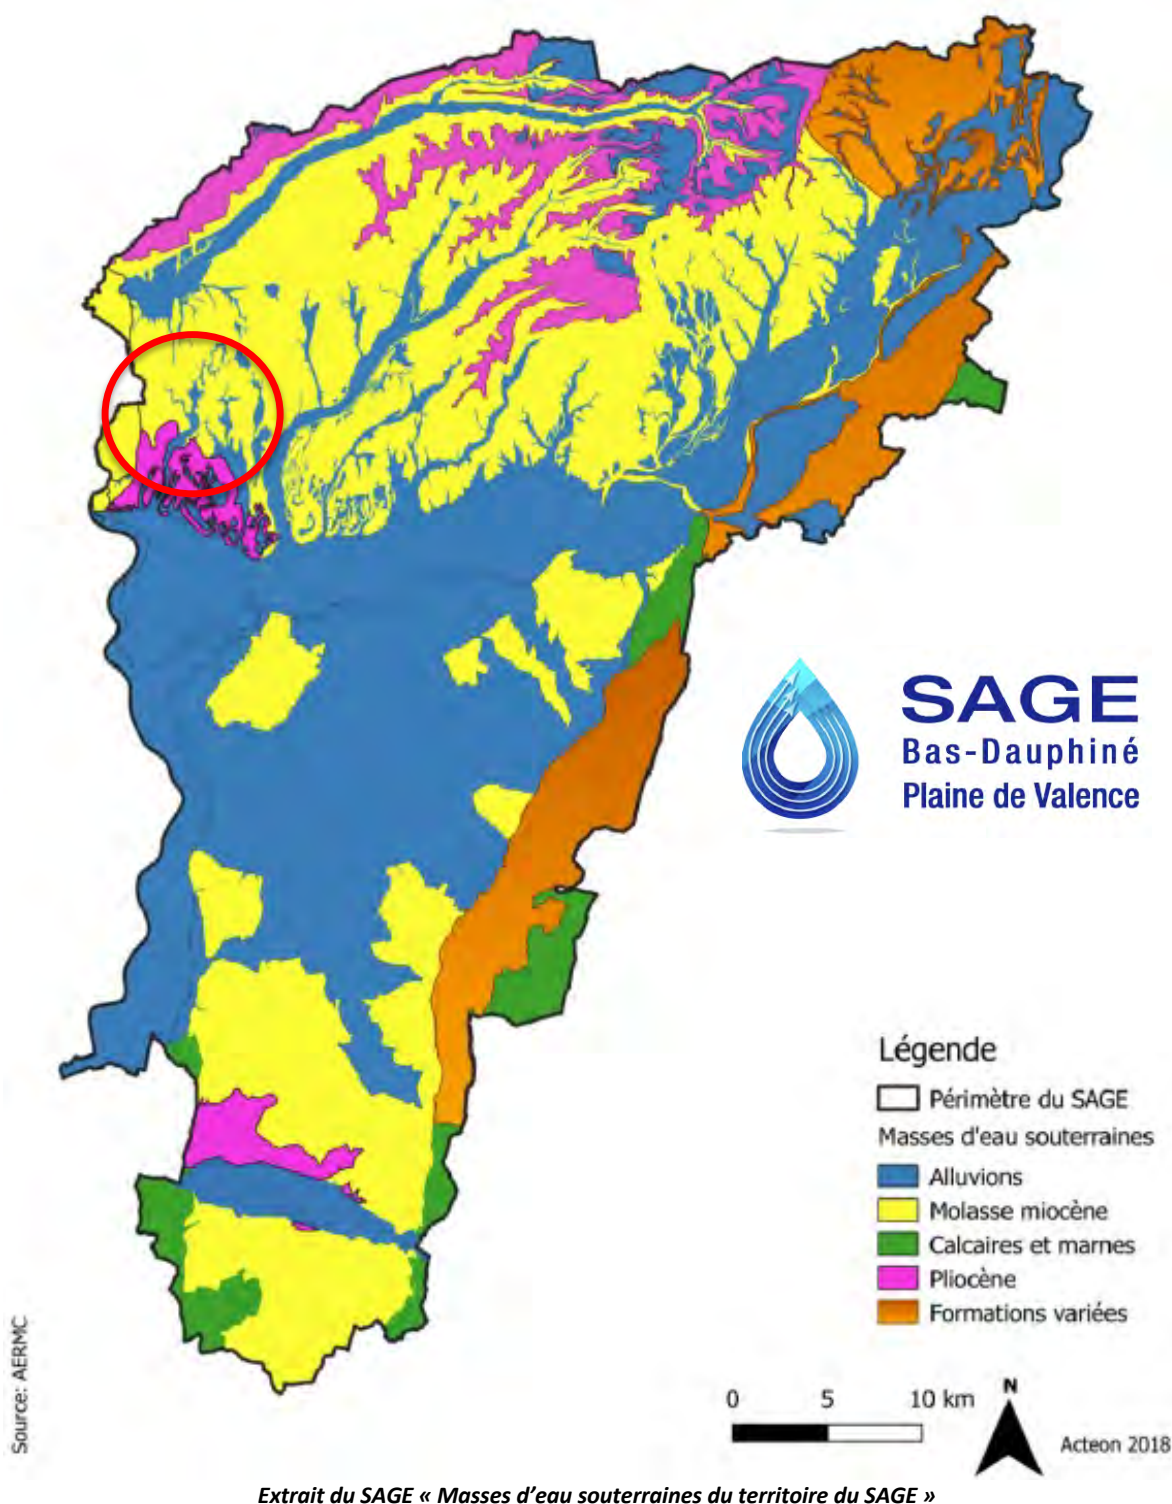 SAGE
Bas-Dauphiné
Plaine de Valence
Légende
Périmètre du SAGE
Masses d'eau souterraines
Alluvions
Molasse miocène
Calcaires et marnes
Pliocène
Formations variées
Source: AERMC
0 5 10 km
N
Acteon 2018
Extrait du SAGE « Masses d’eau souterraines du territoire du SAGE »